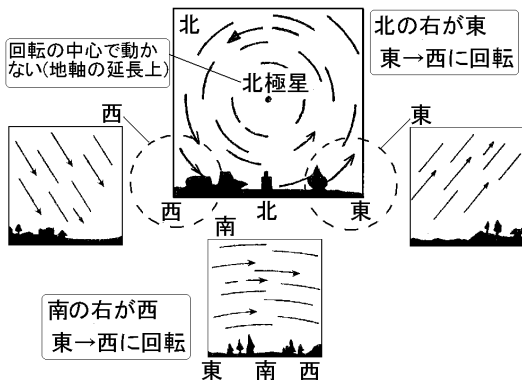 北
北の右が東
東→西に回転
回転の中心で動か
ない(地軸の延長上)
北極星
西
東
西
南
北
東
南の右が西
東→西に回転
東 南 西